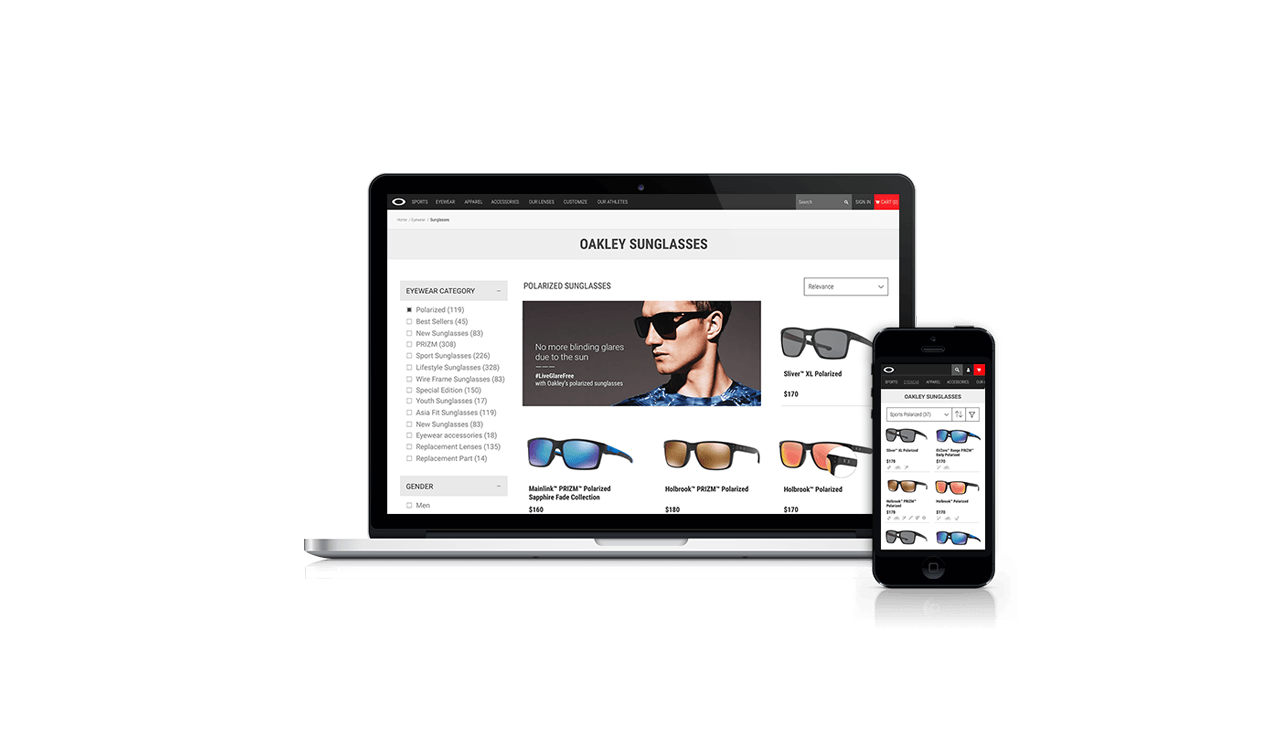 SPORTS EYEWEAR APPAREL ACCESSORIES OUR LENSES CUSTOMIZE OUR ATHLETES Search SIGN IN CART (0)
Home / Eyewear / Sunglasses
OAKLEY SUNGLASSES
EYEWEAR CATEGORY
Polarized (119)
Best Sellers (45)
New Sunglasses (83)
PRIZM (308)
Sport Sunglasses (226)
Lifestyle Sunglasses (328)
Wire Frame Sunglasses (83)
Special Edition (150)
Youth Sunglasses (17)
Asia Fit Sunglasses (119)
New Sunglasses (83)
Eyewear accessories (18)
Replacement Lenses (135)
Replacement Part (14)
GENDER
Men
POLARIZED SUNGLASSES
Relevance
No more blinding glares
due to the sun
#LiveGlareFree
with Oakley's polarized sunglasses
Sliver™ XL Polarized
$170
Mainlink™ PRIZM™ Polarized
Sapphire Fade Collection
$160
Holbrook™ PRIZM™ Polarized
$180
Holbrook™ Polarized
$170
SPORTS EYEWEAR APPAREL ACCESSORIES OUR
OAKLEY SUNGLASSES
Sports Polarized (37)
Sliver™ XL Polarized
$170
Range PRIZM™
Polarized
$170
Holbrook™ PRIZM™
Polarized
$170
Holbrook™ Polarized
$170